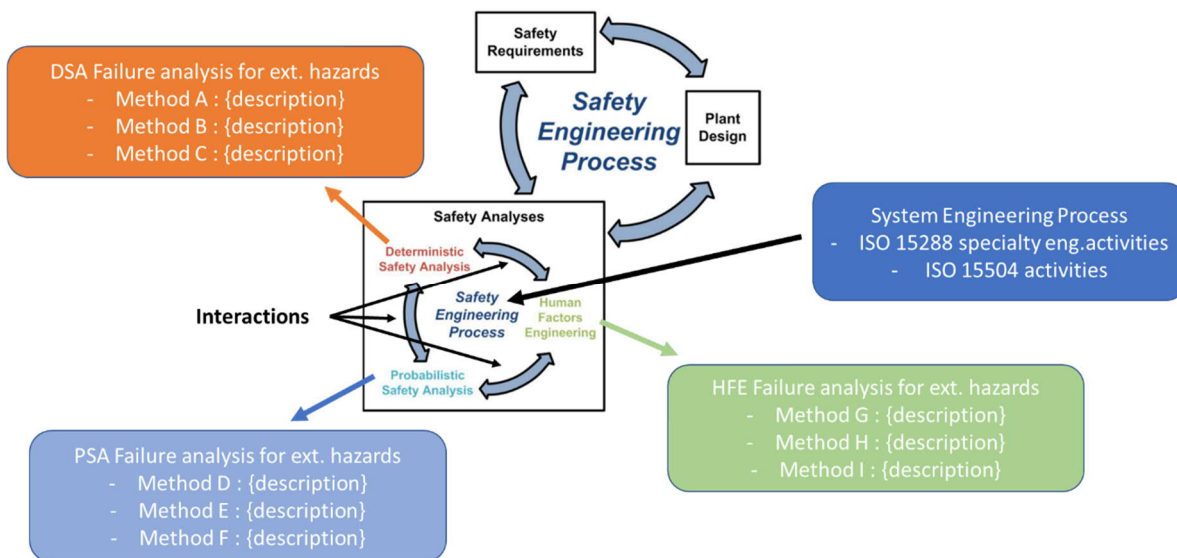 Safety
Requirements
DSA Failure analysis for ext. hazards
- Method A : {description}
- Method B : {description}
- Method C : {description}
Safety
Engineering
Process
Plant
Design
Safety Analyses
Deterministic
Safety Analysis
System Engineering Process
- ISO 15288 specialty eng.activities
- ISO 15504 activities
Interactions
Safety
Engineering
Process
Human
Factors
Engineering
Probabilistic
Safety Analysis
HFE Failure analysis for ext. hazards
- Method G : {description}
- Method H : {description}
- Method I : {description}
PSA Failure analysis for ext. hazards
- Method D : {description}
- Method E : {description}
- Method F : {description}